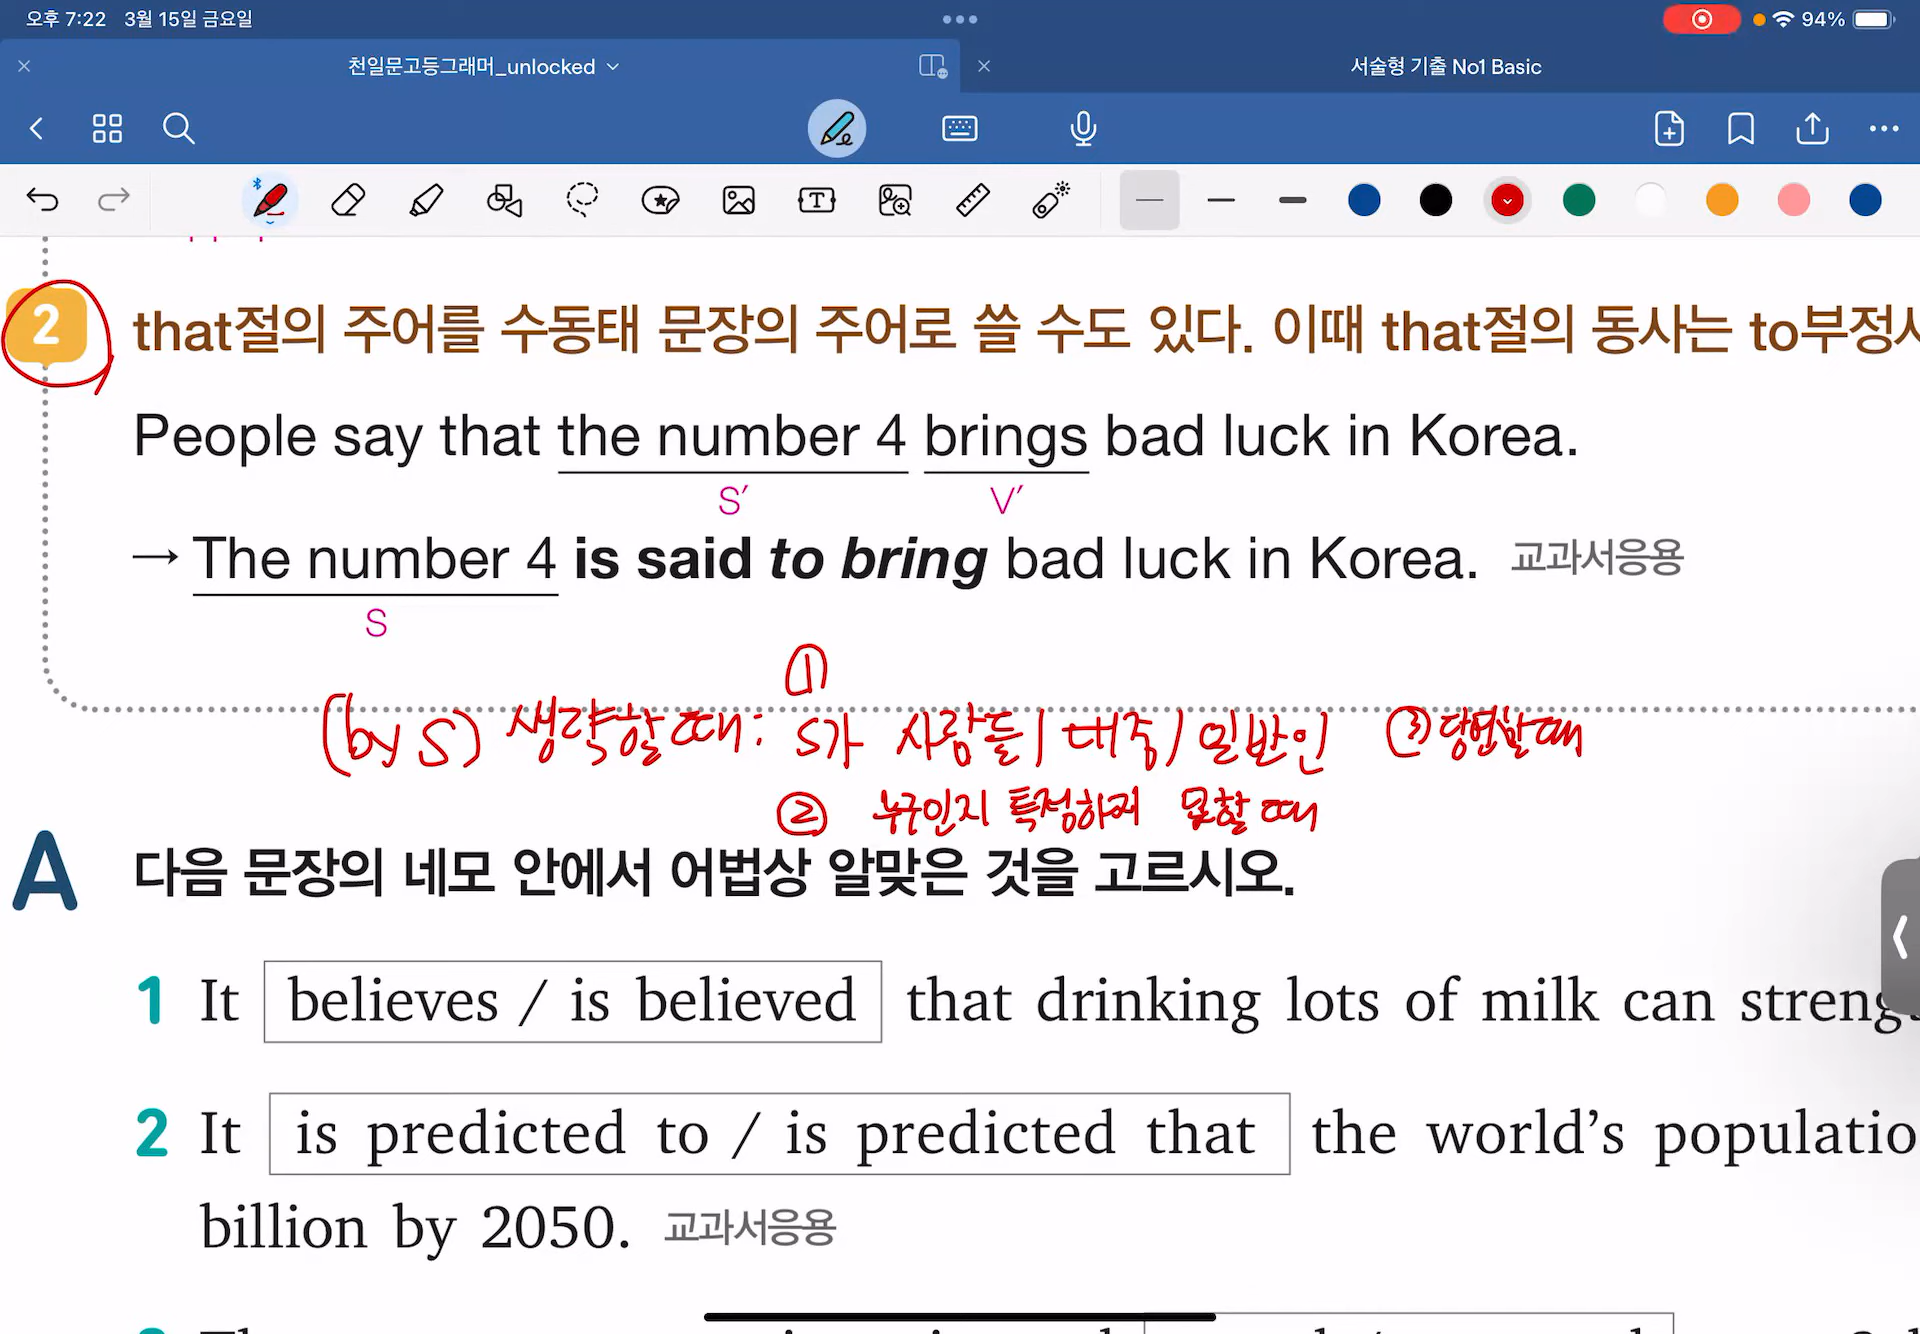 오후 7:22 3월 15일 금요일 94%
천일문고등그래머_unlocked 서술형 기출 No1 Basic
2 that절의 주어를 수동태 문장의 주어로 쓸 수도 있다. 이때 that절의 동사는 to부정사
People say that the number 4 brings bad luck in Korea.
S′ V′
→ The number 4 is said to bring bad luck in Korea. 교과서응용
S
①
(by S) 생략할 때: S가 사람들/대중/일반인 ③ 당연할 때
② 누구인지 특정하지 못할 때
A 다음 문장의 네모 안에서 어법상 알맞은 것을 고르시오.
1 It believes / is believed that drinking lots of milk can streng
2 It is predicted to / is predicted that the world’s populatio
billion by 2050. 교과서응용